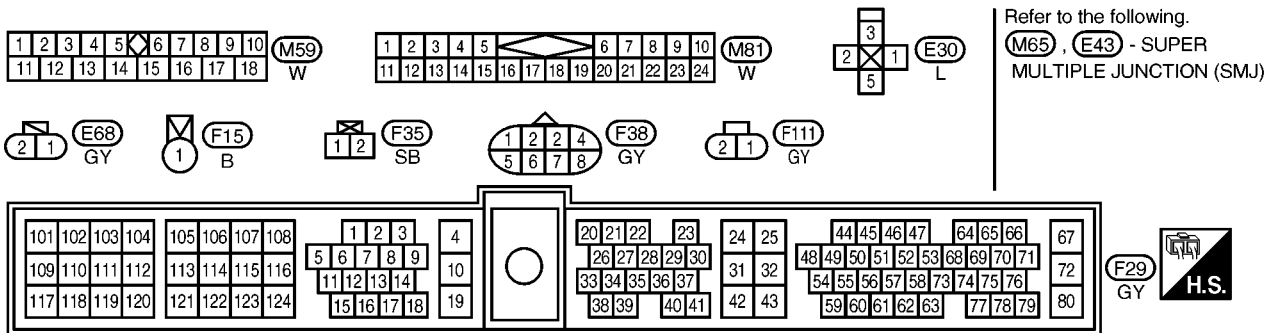 1 2 3 4 5 6 7 8 9 10
11 12 13 14 15 16 17 18
M59
W
1 2 3 4 5 6 7 8 9 10
11 12 13 14 15 16 17 18 19 20 21 22 23 24
M81
W
3
2 1
5
E30
L
Refer to the following.
M65 , E43 - SUPER
MULTIPLE JUNCTION (SMJ)
2 1
E68
GY
1
F15
B
1 2
F35
SB
1 2 2 4
5 6 7 8
F38
GY
2 1
F111
GY
101 102 103 104
109 110 111 112
117 118 119 120
105 106 107 108
113 114 115 116
121 122 123 124
1 2 3
5 6 7 8 9
11 12 13 14
15 16 17 18
4
10
19
20 21 22 23
26 27 28 29 30
33 34 35 36 37
38 39 40 41
24 25
31 32
42 43
44 45 46 47 64 65 66
48 49 50 51 52 53 68 69 70 71
54 55 56 57 58 73 74 75 76
59 60 61 62 63 77 78 79
67
72
80
F29
GY
H.S.